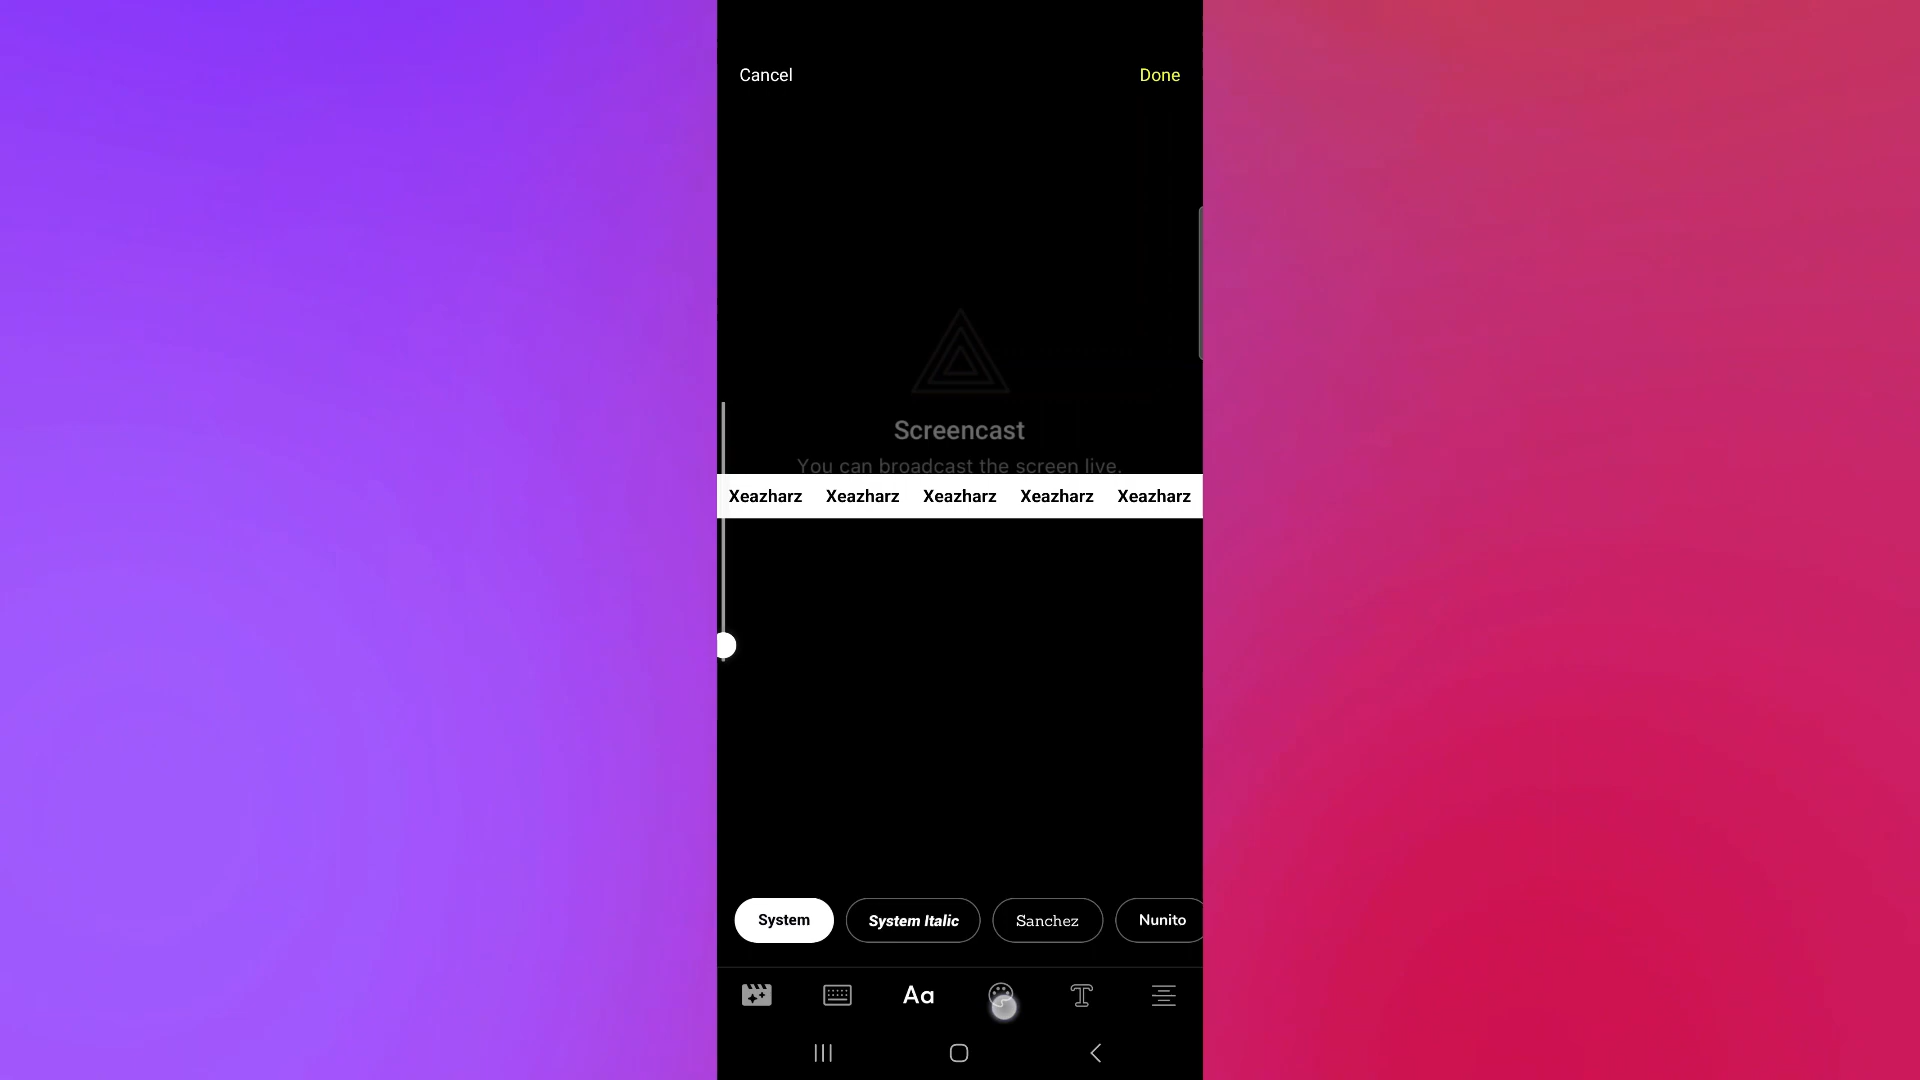 Cancel Done
Screencast
You can broadcast the screen live.
Xeazharz Xeazharz Xeazharz Xeazharz Xeazharz
System System Italic Sanchez Nunito
Aa T